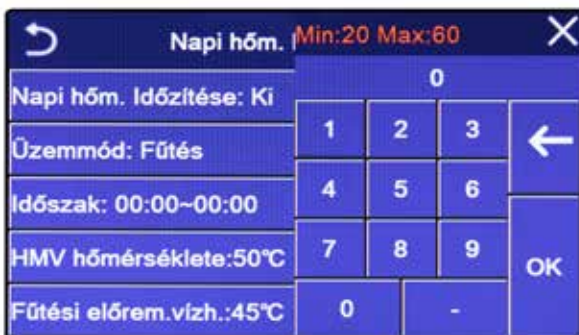 Napi hőm.
Min:20 Max:60
0
Napi hőm. Időzítése: Ki
Üzemmód: Fűtés
Időszak: 00:00~00:00
HMV hőmérséklete:50℃
Fűtési előrem.vízh.:45℃
1 2 3
4 5 6
7 8 9
OK
0 -